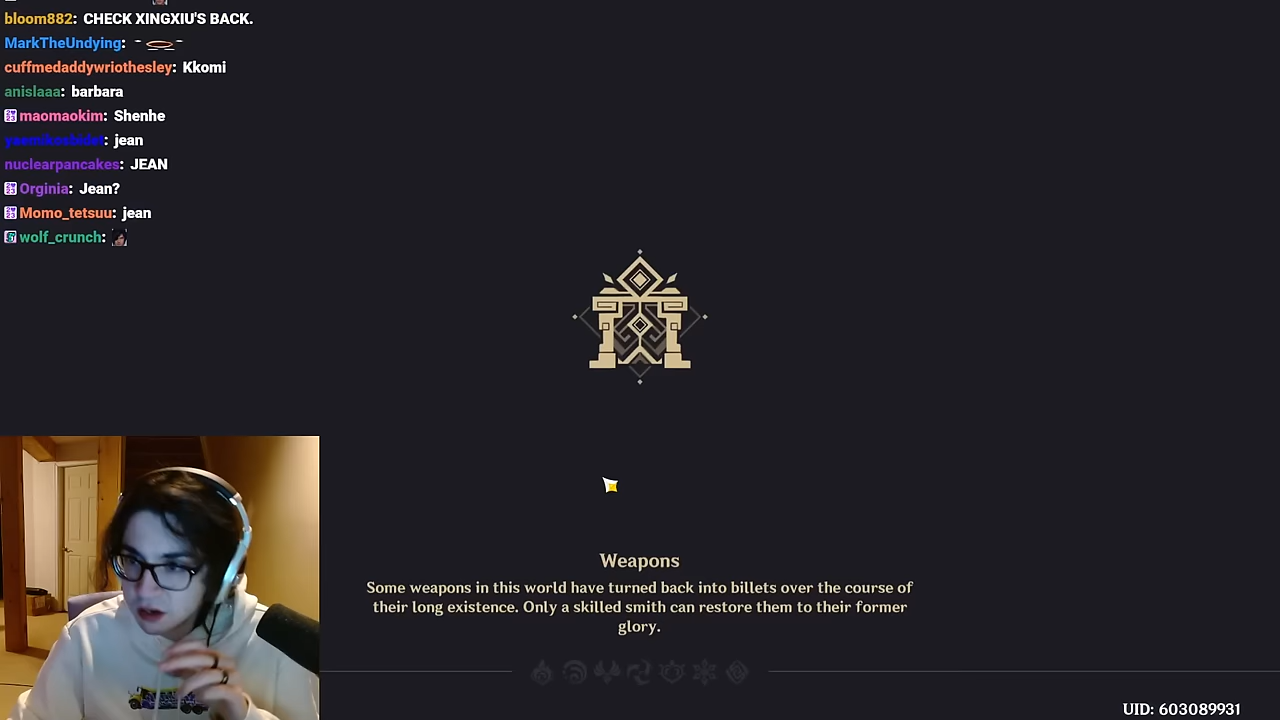 bloom882: CHECK XINGXIU'S BACK.
MarkTheUndying:
cuffmedaddywriothesley: Kkomi
anislaaa: barbara
maomaokim: Shenhe
: jean
nuclearpancakes: JEAN
Orginia: Jean?
Momo_tetsuu: jean
wolf_crunch:
Weapons
Some weapons in this world have turned back into billets over the course of
their long existence. Only a skilled smith can restore them to their former
glory.
UID: 603089931